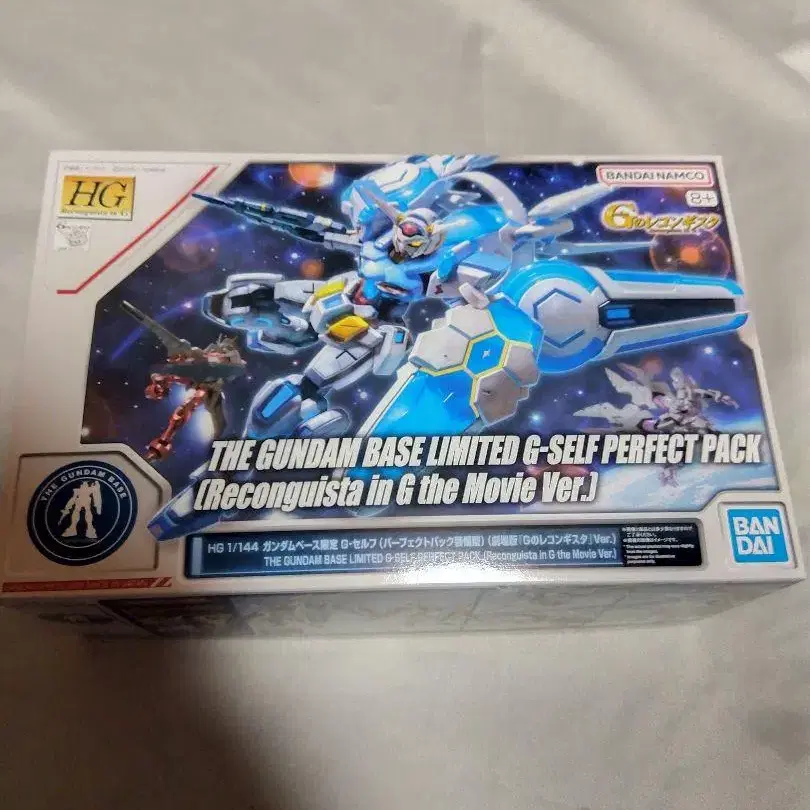 HG
Reconguista in G
BANDAI NAMCO
8+
Gのレコンギスタ
THE GUNDAM BASE LIMITED G-SELF PERFECT PACK
(Reconguista in G the Movie Ver.)
THE GUNDAM BASE
HG 1/144 ガンダムベース限定 G-セルフ(パーフェクトパック装備型)(劇場版『Gのレコンギスタ』Ver.)
THE GUNDAM BASE LIMITED G-SELF PERFECT PACK (Reconguista in G the Movie Ver.)
BAN
DAI